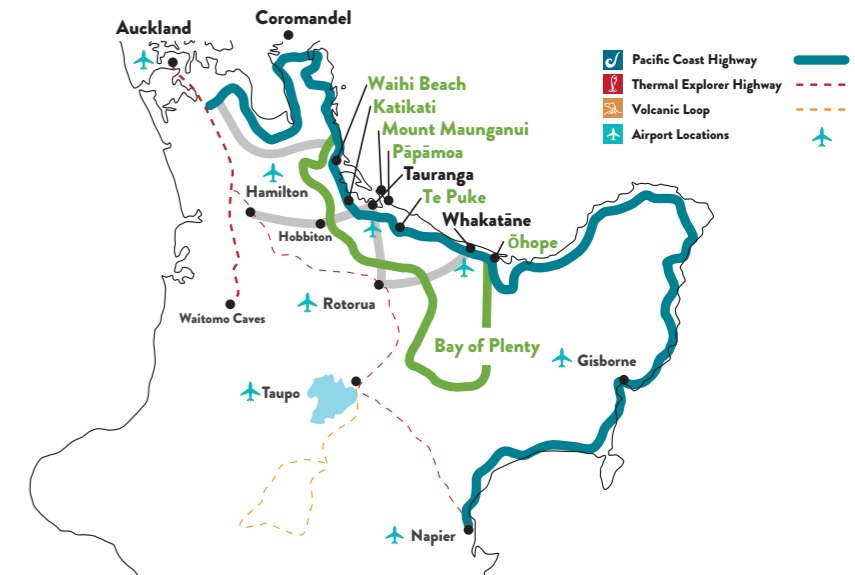 Coromandel
Auckland
Pacific Coast Highway
Thermal Explorer Highway
Volcanic Loop
Airport Locations
Waihi Beach
Katikati
Mount Maunganui
Pāpāmoa
Tauranga
Te Puke
Hamilton
Whakatāne
Hobbiton
Ōhope
Rotorua
Waitomo Caves
Bay of Plenty
Gisborne
Taupo
Napier